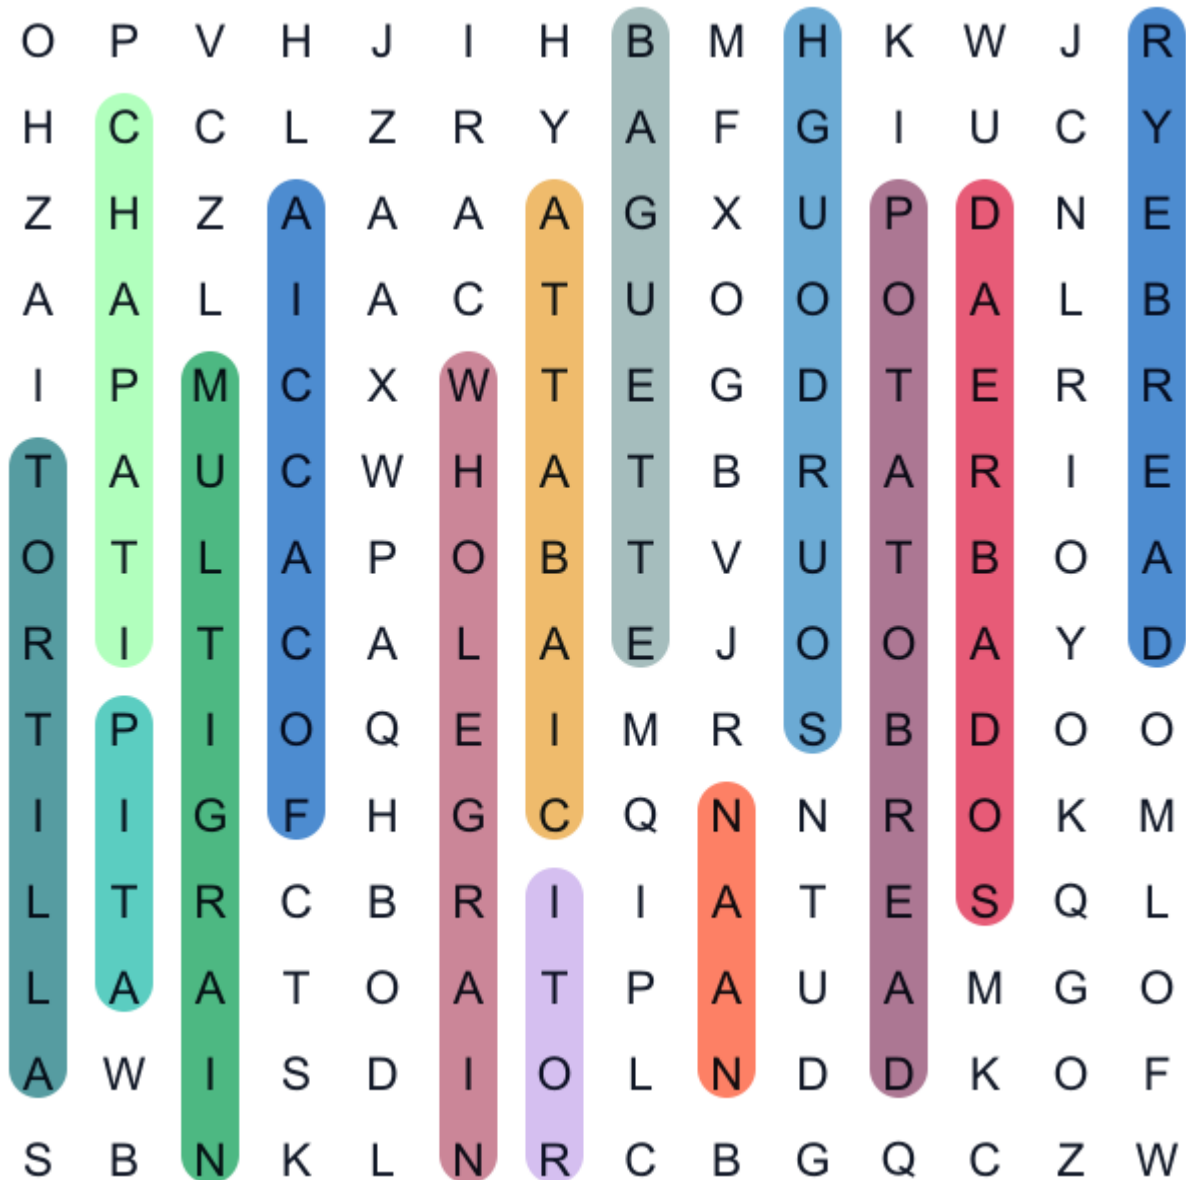 O P V H J I H B M H K W J R
H C C L Z R Y A F G I U C Y
Z H Z A A A A G X U P D N E
A A L I A C T U O O O A L B
I P M C X W T E G D T E R R
T A U C W H A T B R A R I E
O T L A P O B T V U T B O A
R I T C A L A E J O O A Y D
T P I O Q E I M R S B D O O
I I G F H G C Q N N R O K M
L T R C B R I I A T E S Q L
L A A T O A T P A U A M G O
A W I S D I O L N D D K O F
S B N K L N R C B G Q C Z W